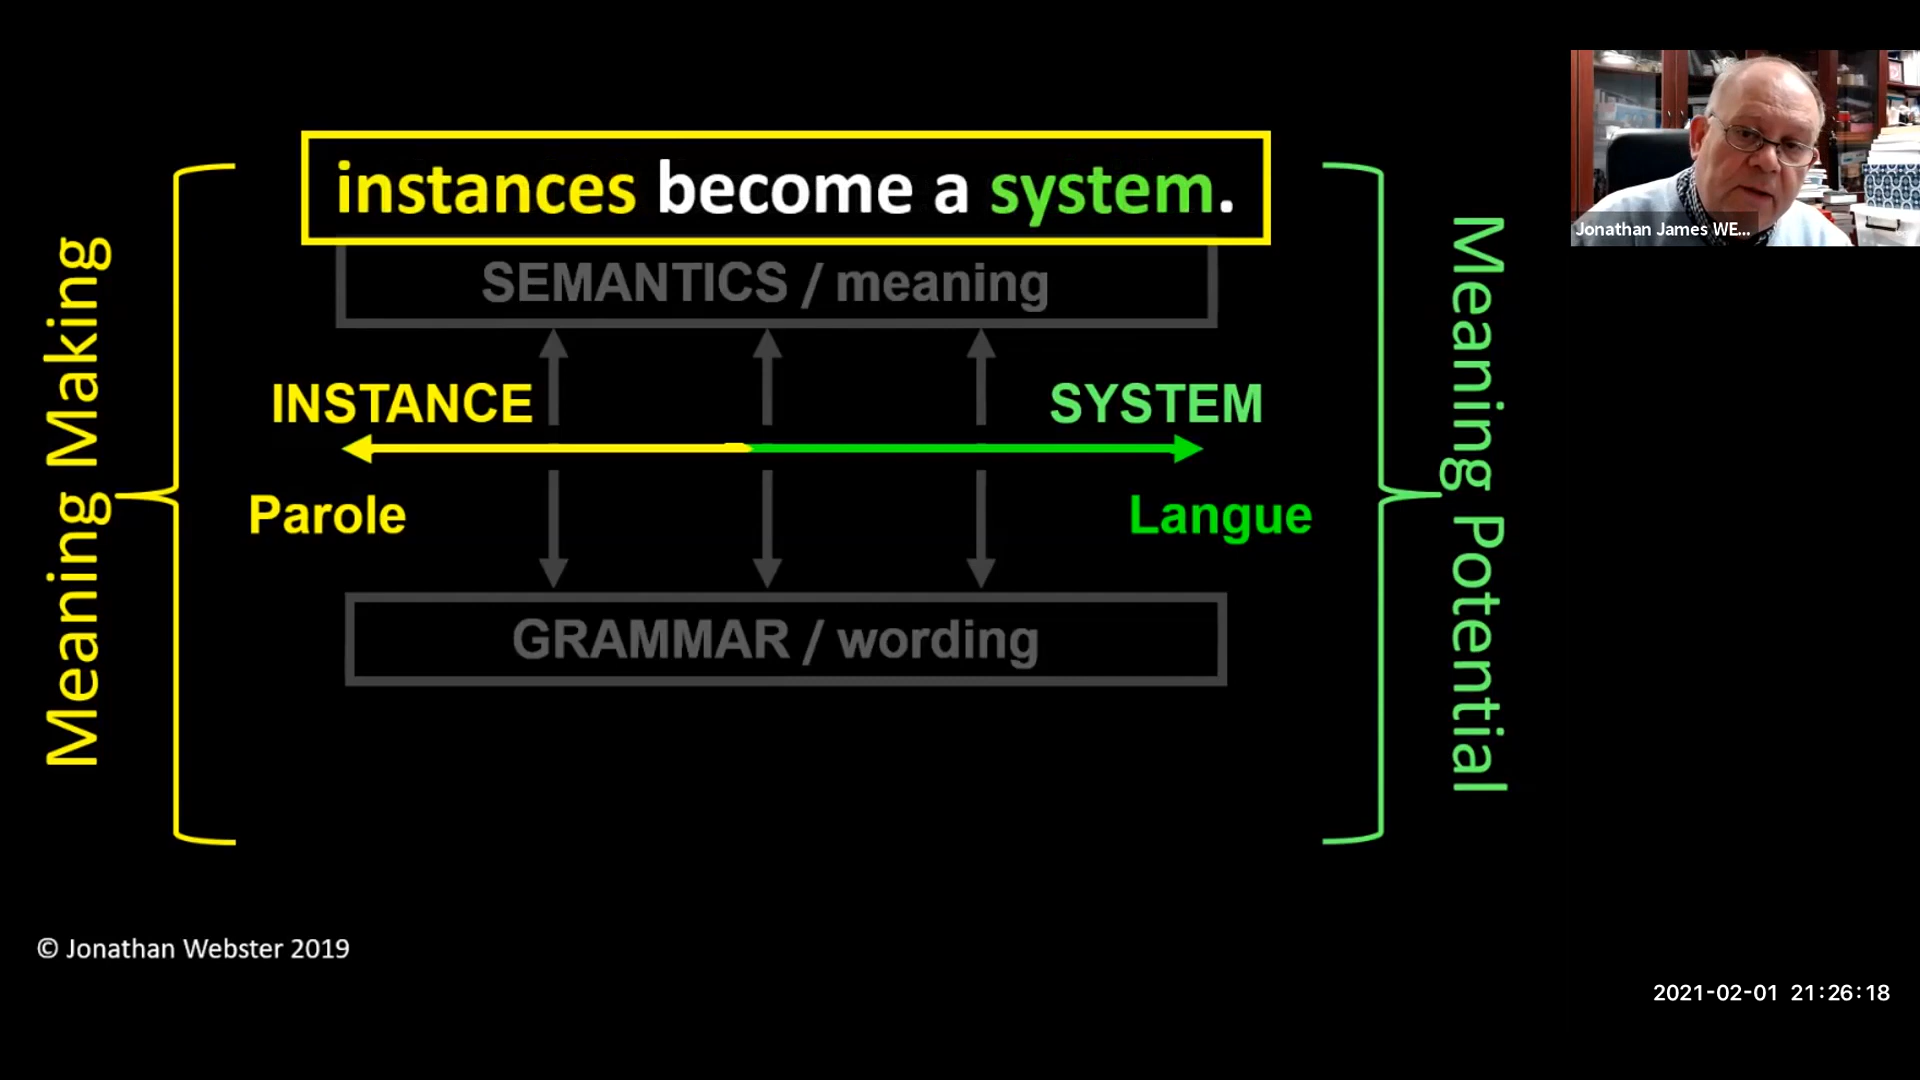 instances become a system.
SEMANTICS / meaning
INSTANCE
SYSTEM
Parole
Langue
GRAMMAR / wording
Meaning Making
Meaning Potential
Jonathan James WE...
© Jonathan Webster 2019
2021-02-01 21:26:18